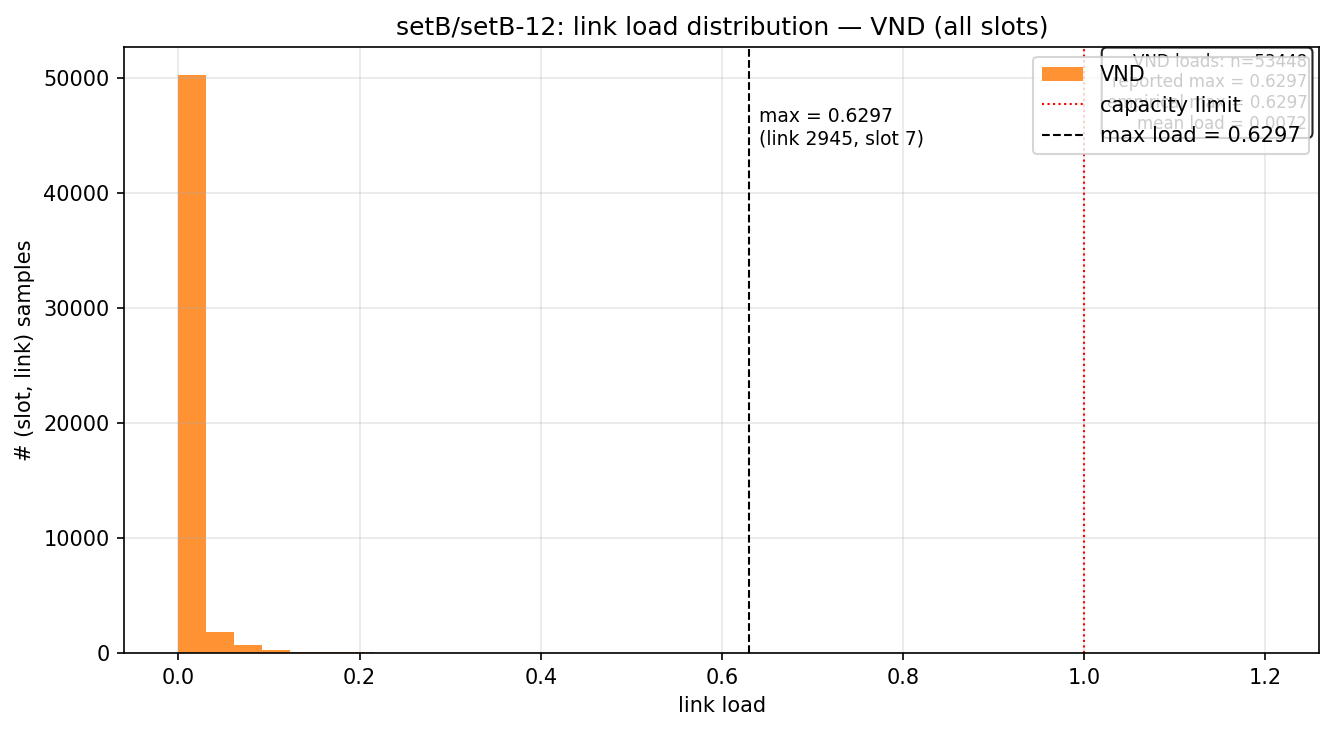 setB/setB-12: link load distribution — VND (all slots)
# (slot, link) samples
50000
40000
30000
20000
10000
0
max = 0.6297
(link 2945, slot 7)
VND loads: n=53448
reported max = 0.6297
max = 0.6297
mean load = 0.0072
VND
capacity limit
max load = 0.6297
0.0
0.2
0.4
0.6
0.8
1.0
1.2
link load